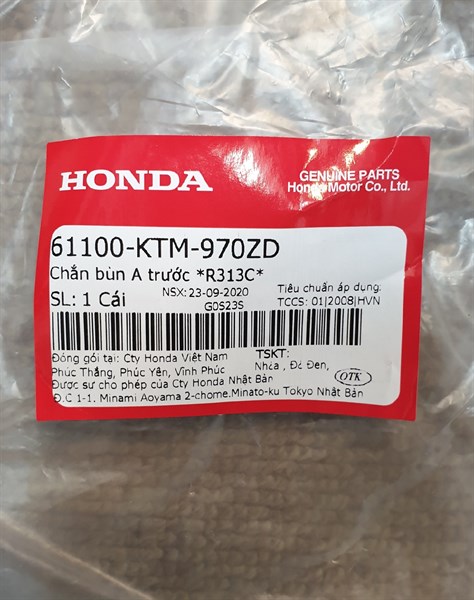 HONDA
GENUINE PARTS
Honda Motor Co., Ltd.
61100-KTM-970ZD
Chắn bùn A trước *R313C*
SL: 1 Cái
NSX: 23-09-2020
G0S23S
Tiêu chuẩn áp dụng:
TCCS: 01|2008|HVN
Đóng gói tại: Cty Honda Việt Nam
Phúc Thắng, Phúc Yên, Vĩnh Phúc
Được sự cho phép của Cty Honda Nhật Bản
Đ.C 1-1. Minami Aoyama 2-chome.Minato-ku Tokyo Nhật Bản
TSKT:
Nhựa , Đỏ Đen,
QTK